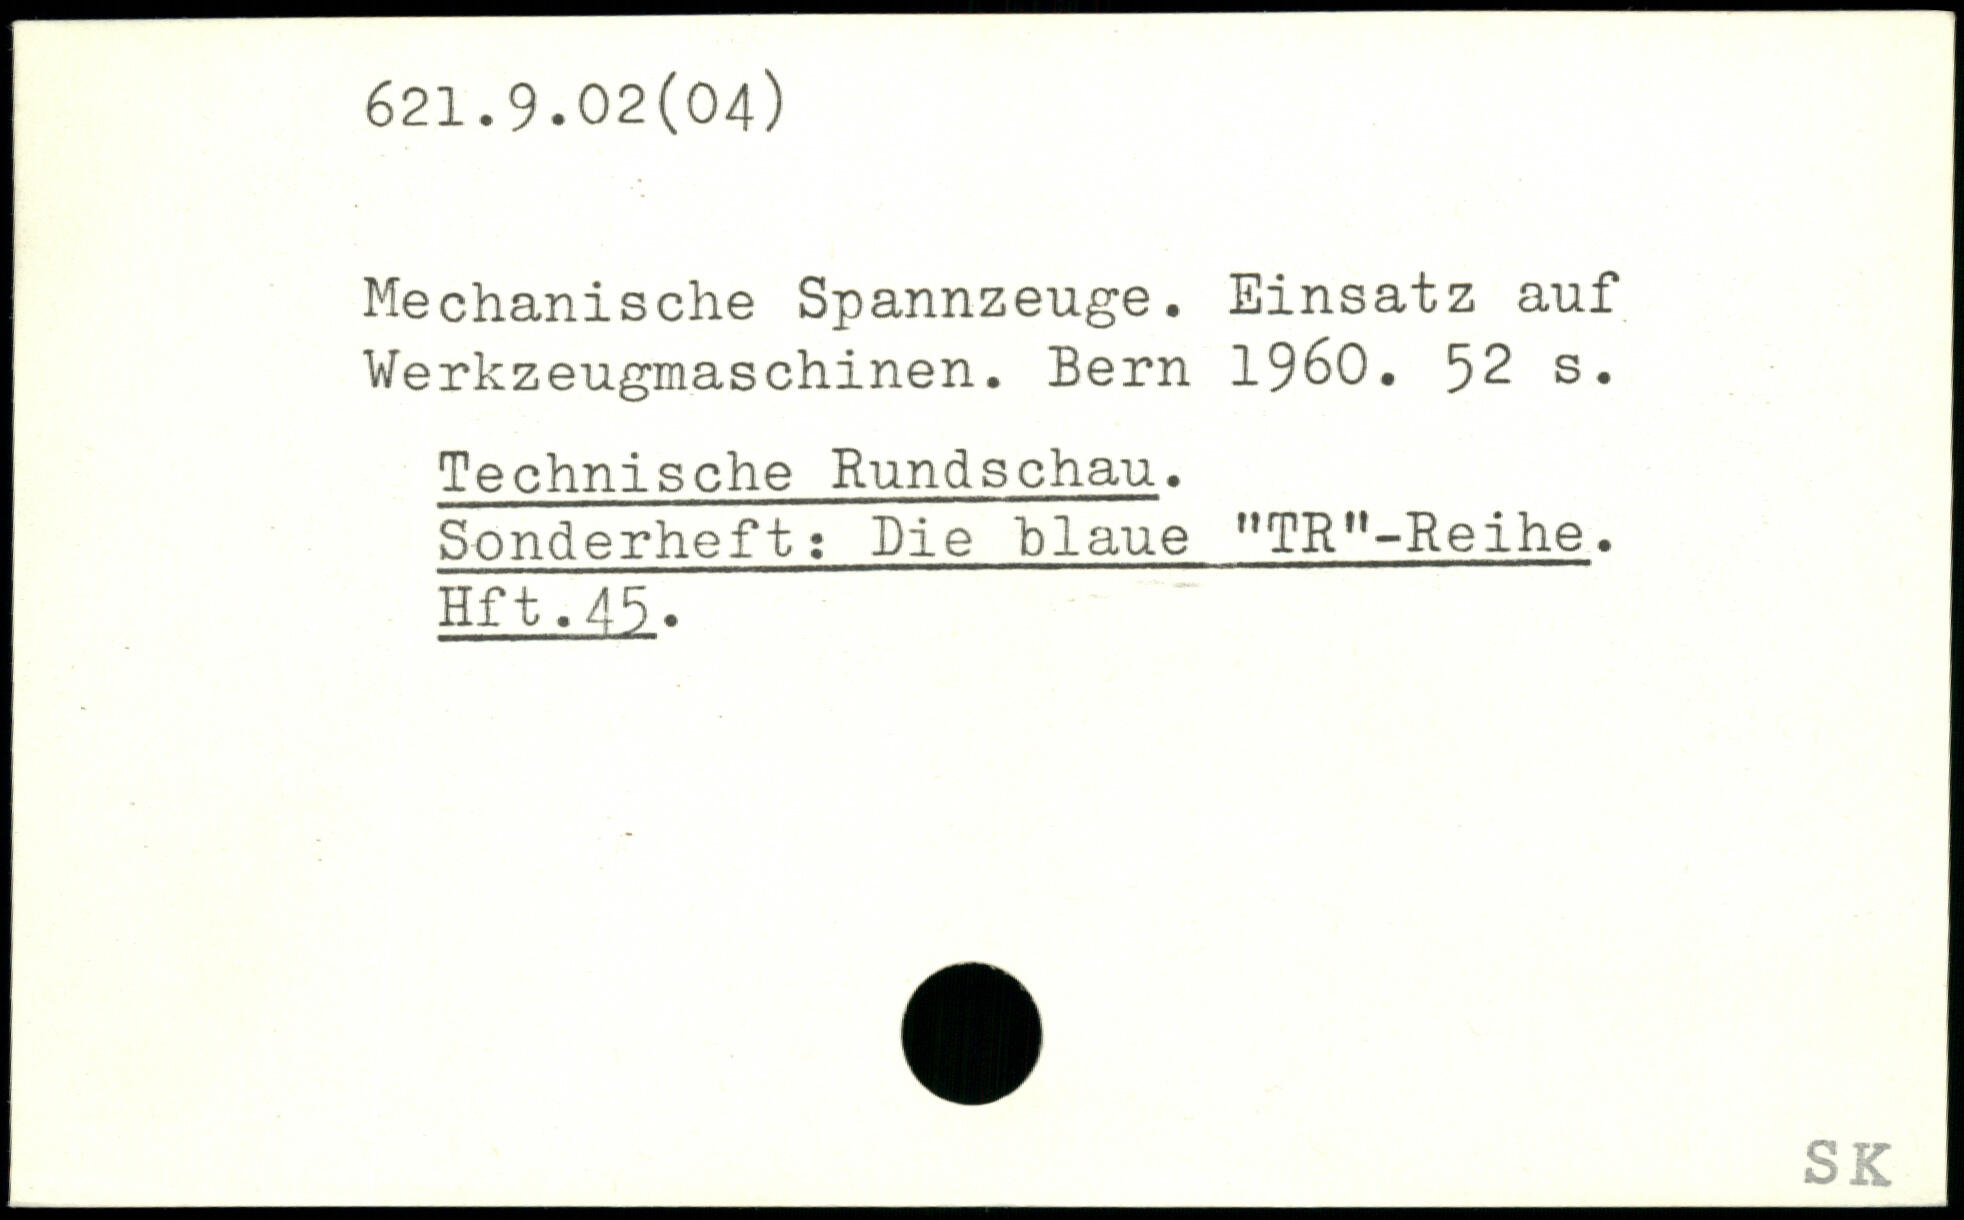 621.9.02(04)
Mechanische Spannzeuge. Einsatz auf
Werkzeugmaschinen. Bern 1960. 52 s.
Technische Rundschau.
Sonderheft: Die blaue "TR"-Reihe.
Hft.45.
SK